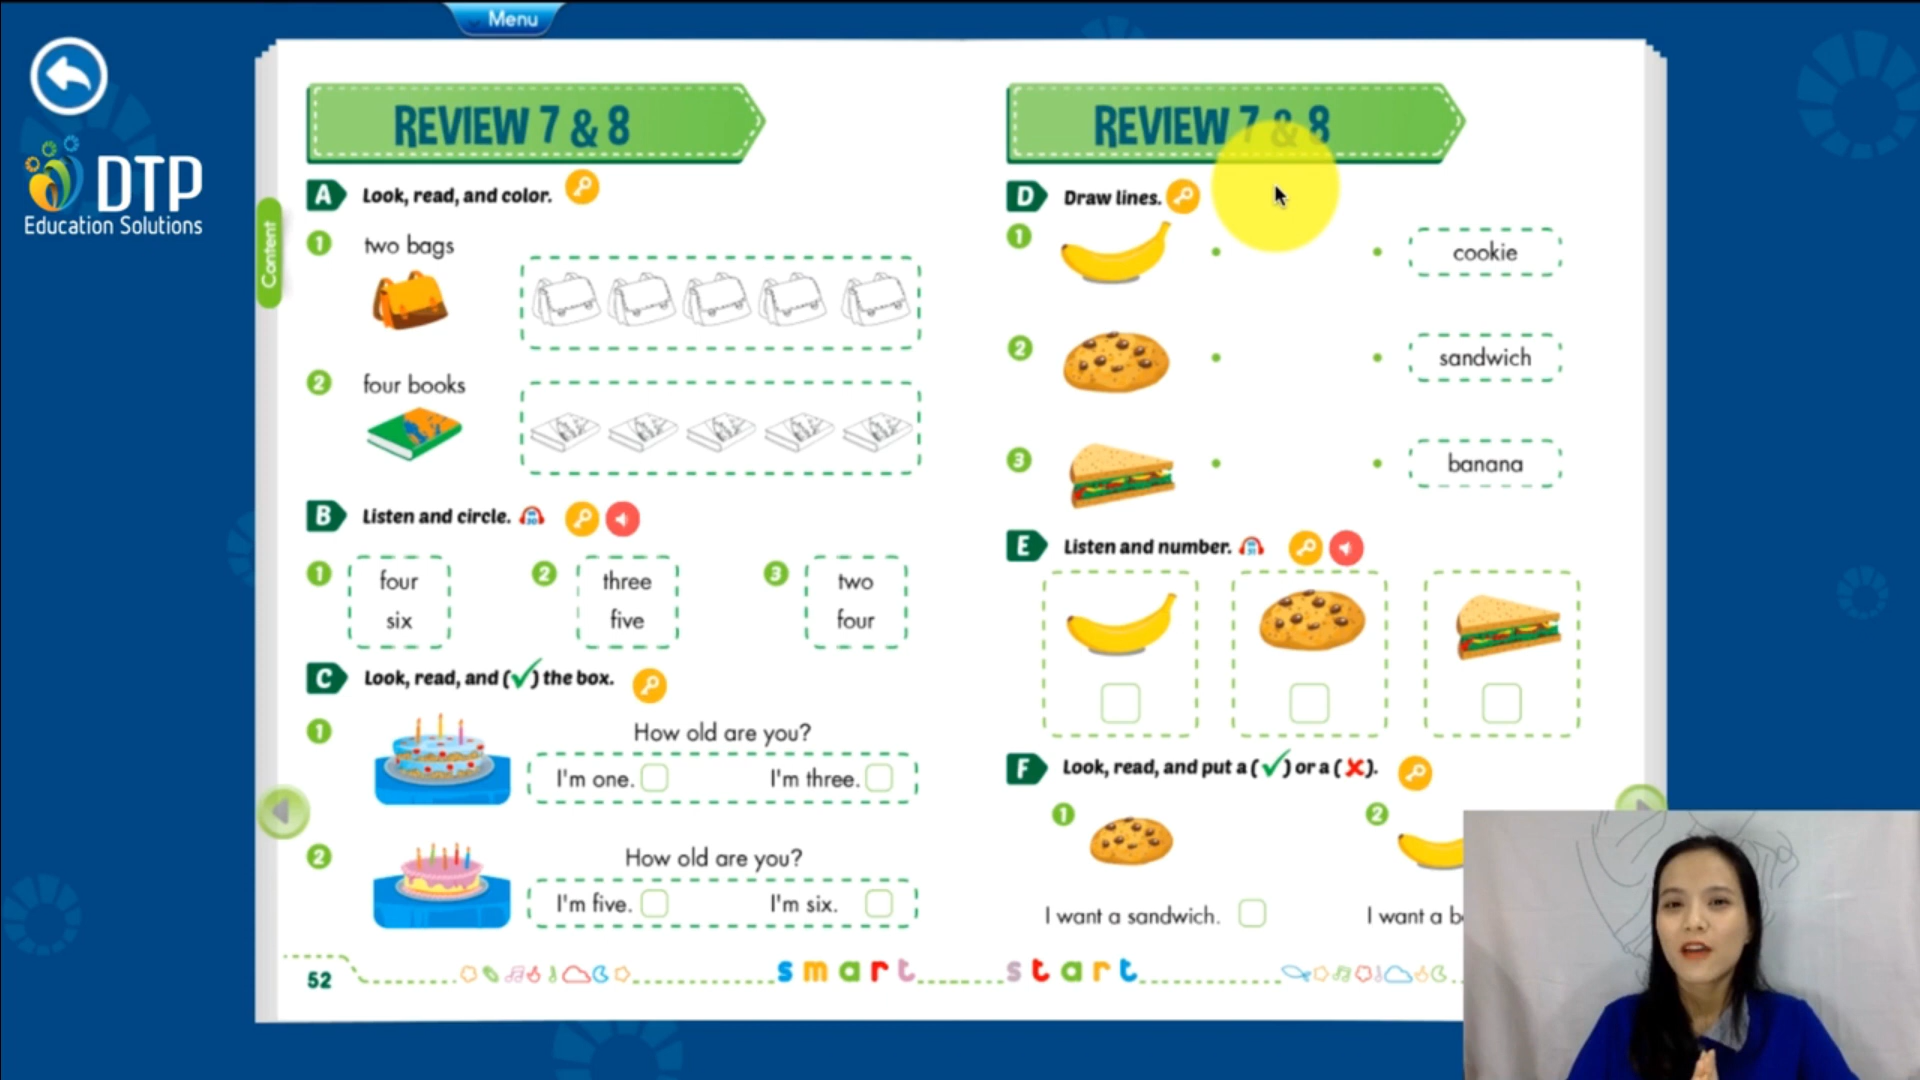 Menu
DTP
Education Solutions
Content
REVIEW 7 & 8
A Look, read, and color.
1 two bags
2 four books
B Listen and circle.
1 four
six
2 three
five
3 two
four
C Look, read, and (✓) the box.
1 How old are you?
I'm one. I'm three.
2 How old are you?
I'm five. I'm six.
52
smart start
REVIEW 7 & 8
D Draw lines.
1 cookie
2 sandwich
3 banana
E Listen and number.
F Look, read, and put a (✓) or a (✗).
1 2
I want a sandwich. I want a b